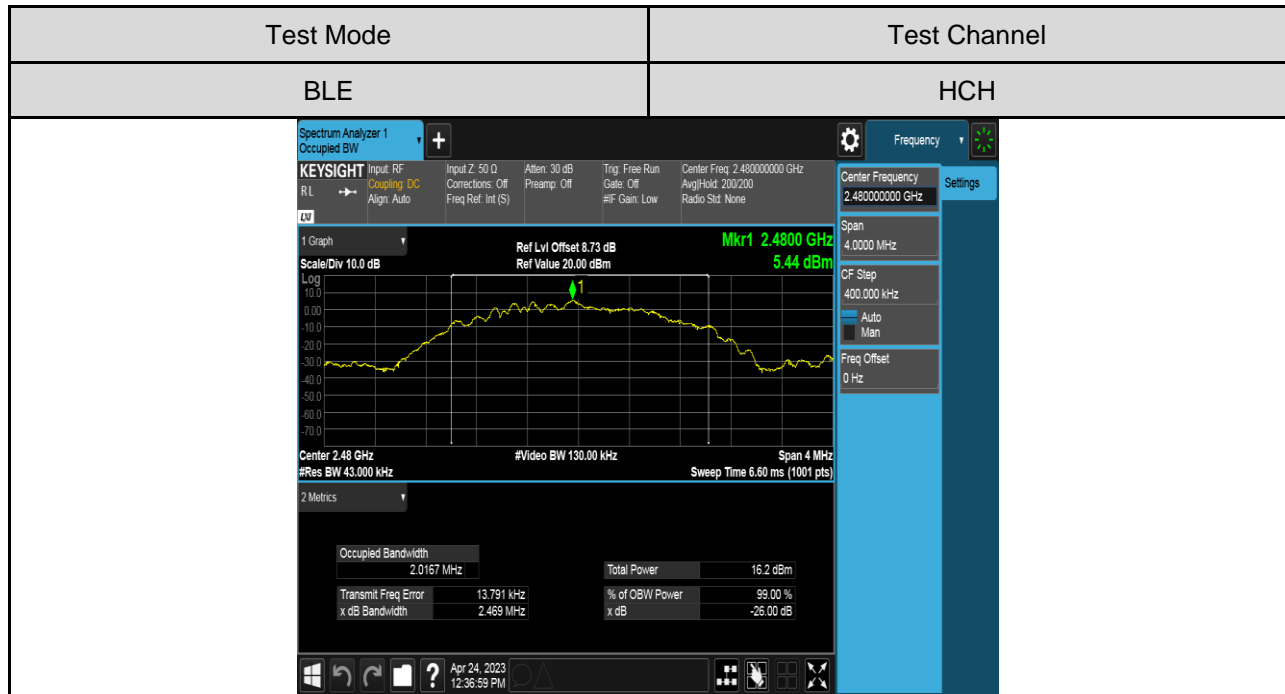 Test Mode Test Channel
BLE HCH
Spectrum Analyzer 1
Occupied BW
+
Frequency
KEYSIGHT Input: RF Input Z: 50 Ω Atten: 30 dB Trig: Free Run Center Freq: 2.480000000 GHz
RL Coupling: DC Corrections: Off Preamp: Off Gate: Off Avg|Hold: 200/200
Align: Auto Freq Ref: Int (S) #IF Gain: Low Radio Std: None
LXI
Center Frequency
2.480000000 GHz
Settings
Span
4.0000 MHz
CF Step
400.000 kHz
Auto
Man
Freq Offset
0 Hz
1 Graph Ref Lvl Offset 8.73 dB Mkr1 2.4800 GHz
Scale/Div 10.0 dB Ref Value 20.00 dBm 5.44 dBm
Log
1
10.0
0.00
-10.0
-20.0
-30.0
-40.0
-50.0
-60.0
-70.0
Center 2.48 GHz #Video BW 130.00 kHz Span 4 MHz
#Res BW 43.000 kHz Sweep Time 6.60 ms (1001 pts)
2 Metrics
Occupied Bandwidth
2.0167 MHz Total Power 16.2 dBm
Transmit Freq Error 13.791 kHz % of OBW Power 99.00 %
x dB Bandwidth 2.469 MHz x dB -26.00 dB
? Apr 24, 2023
12:36:59 PM